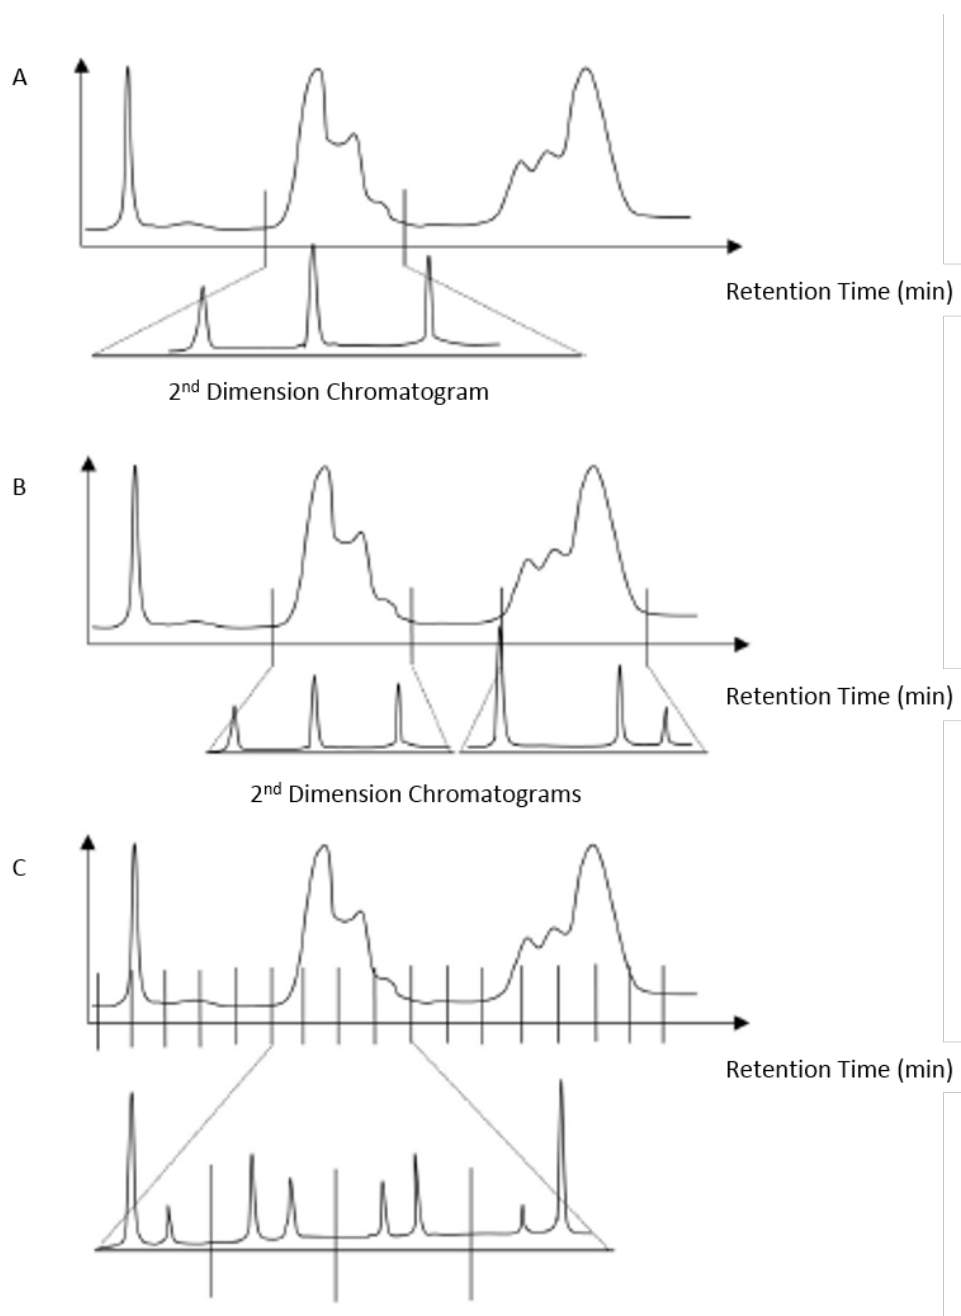 A
Retention Time (min)
2nd Dimension Chromatogram
B
Retention Time (min)
2nd Dimension Chromatograms
C
Retention Time (min)